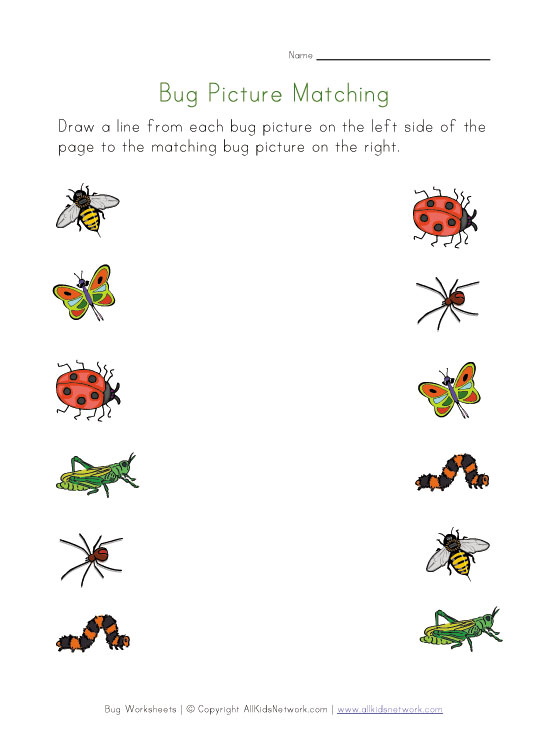 Name
Bug Picture Matching
Draw a line from each bug picture on the left side of the
page to the matching bug picture on the right.
Bug Worksheets | © Copyright AllKidsNetwork.com | www.allkidsnetwork.com